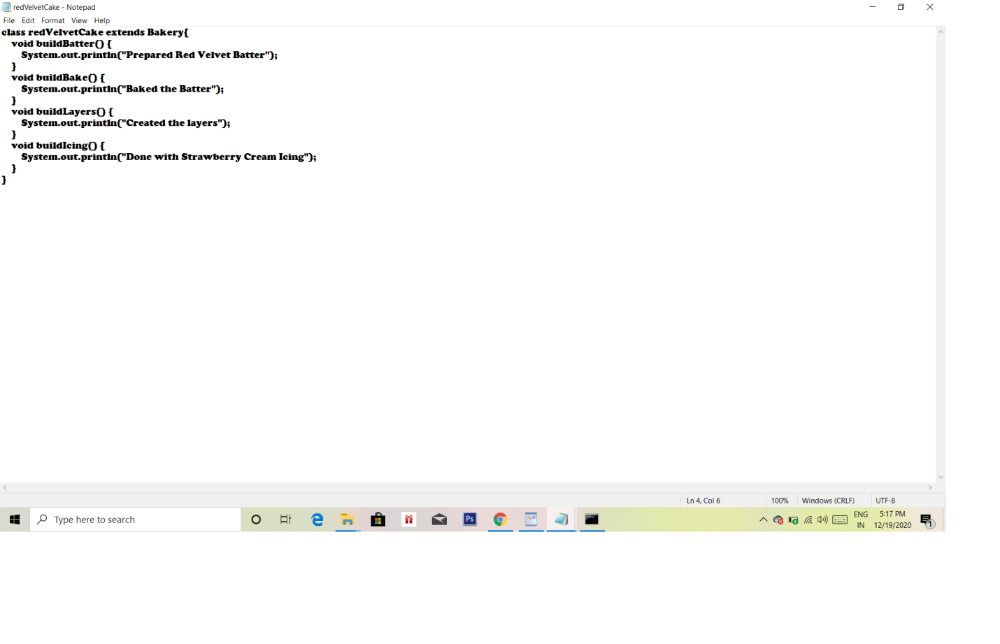 redVelvetCake - Notepad
File Edit Format View Help
class redVelvetCake extends Bakery{
void buildBatter() {
System.out.println("Prepared Red Velvet Batter");
}
void buildBake() {
System.out.println("Baked the Batter");
}
void buildLayers() {
System.out.println("Created the layers");
}
void buildIcing() {
System.out.println("Done with Strawberry Cream Icing");
}
}
Ln 4, Col 6 100% Windows (CRLF) UTF-8
Type here to search Ps ENG 5:17 PM
IN 12/19/2020 1